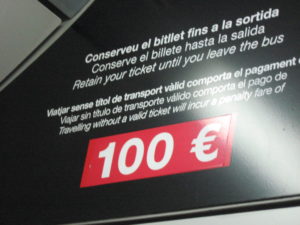 Conserveu el bitllet fins a la sortida
Conserve el billete hasta la salida
Retain your ticket until you leave the bus
Viatjar sense títol de transport vàlid comporta el pagament d
Viajar sin título de transporte válido comporta el pago de
Travelling without a valid ticket will incur a penalty fare of
100 €